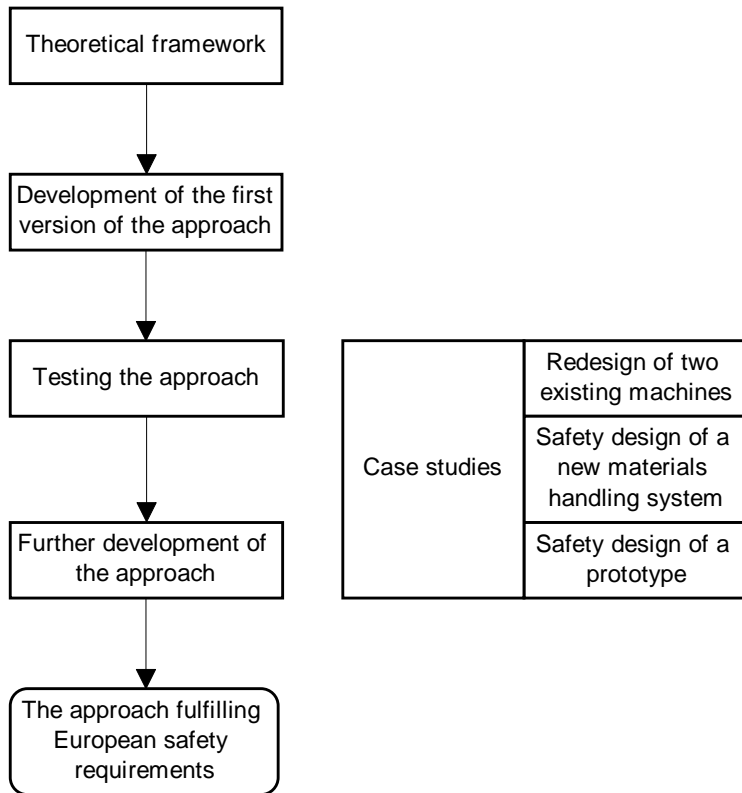 Theoretical framework
Development of the first
version of the approach
Testing the approach
Further development of
the approach
The approach fulfilling
European safety
requirements
Case studies
Redesign of two
existing machines
Safety design of a
new materials
handling system
Safety design of a
prototype